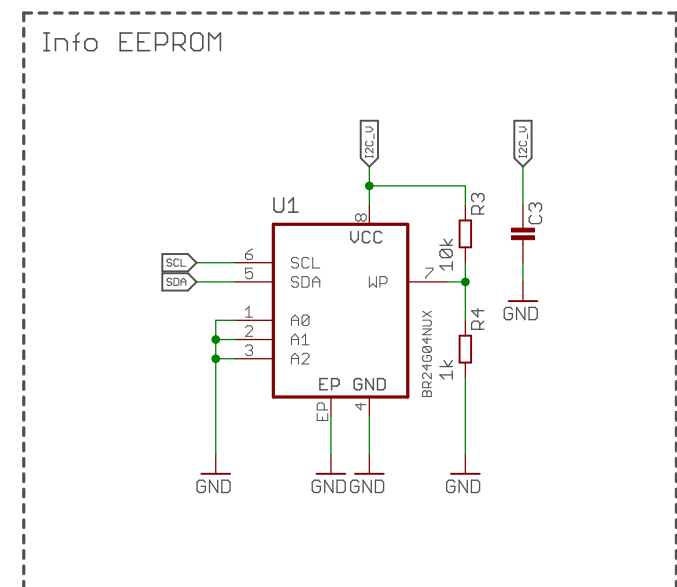 Info EEPROM
I2C_V
I2C_V
U1
8
VCC
R3
10k
C3
GND
SCL
6
SCL
SDA
5
SDA
WP
7
1
A0
2
A1
3
A2
BR24G04NUX
R4
1k
EP
GND
EP
4
GND
GND
GND
GND